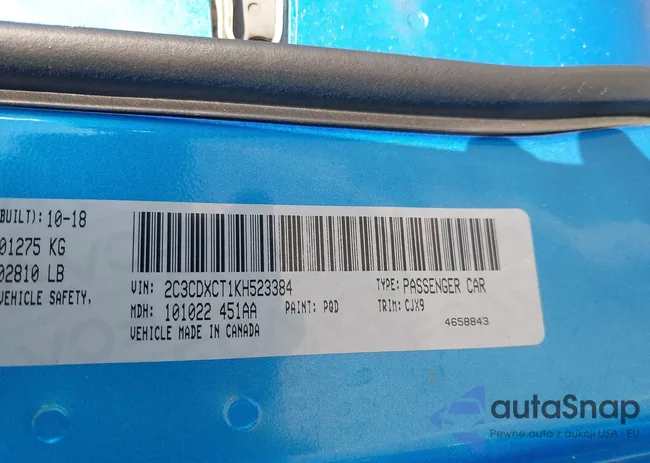 BUILT): 10-18
01275 KG
02810 LB
VEHICLE SAFETY,
VIN: 2C3CDXCT1KH523384
TYPE: PASSENGER CAR
MDH: 101022 451AA
PAINT: PQD
TRIM: CJX9
VEHICLE MADE IN CANADA
4658843
autaSnap
Pewne auto z aukcji USA i EU